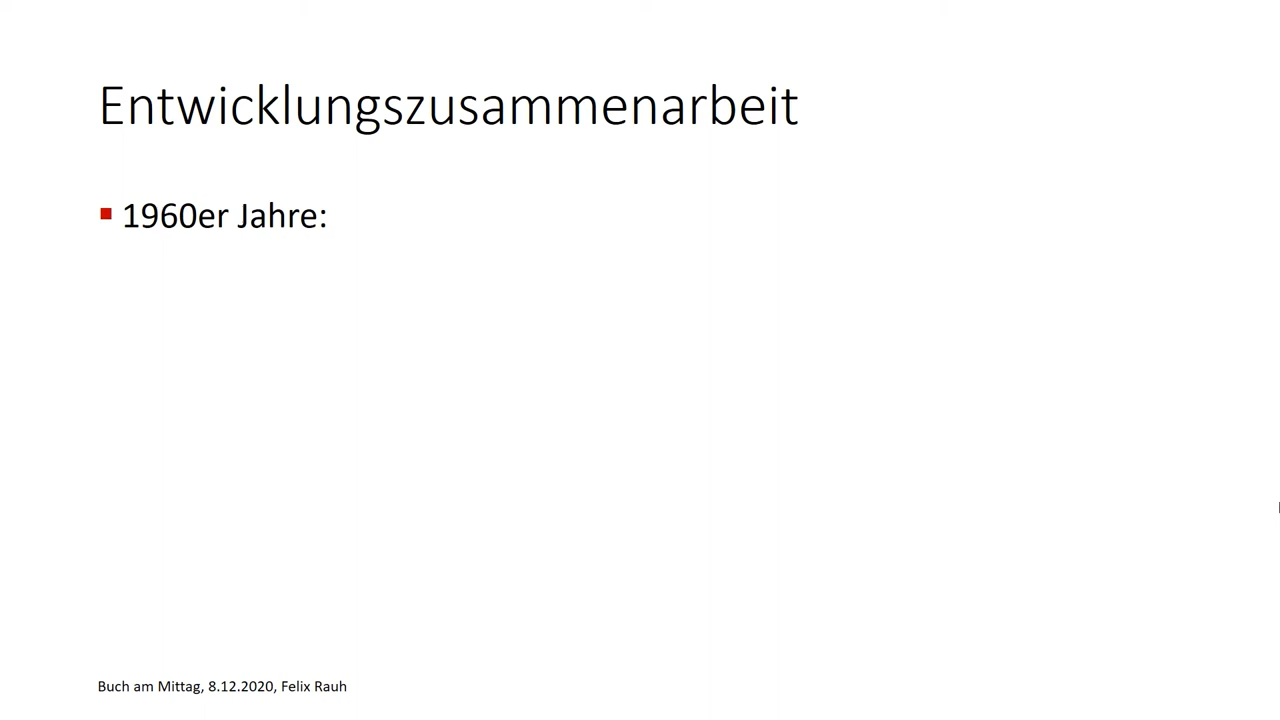 Entwicklungszusammenarbeit
1960er Jahre:
Buch am Mittag, 8.12.2020, Felix Rauh